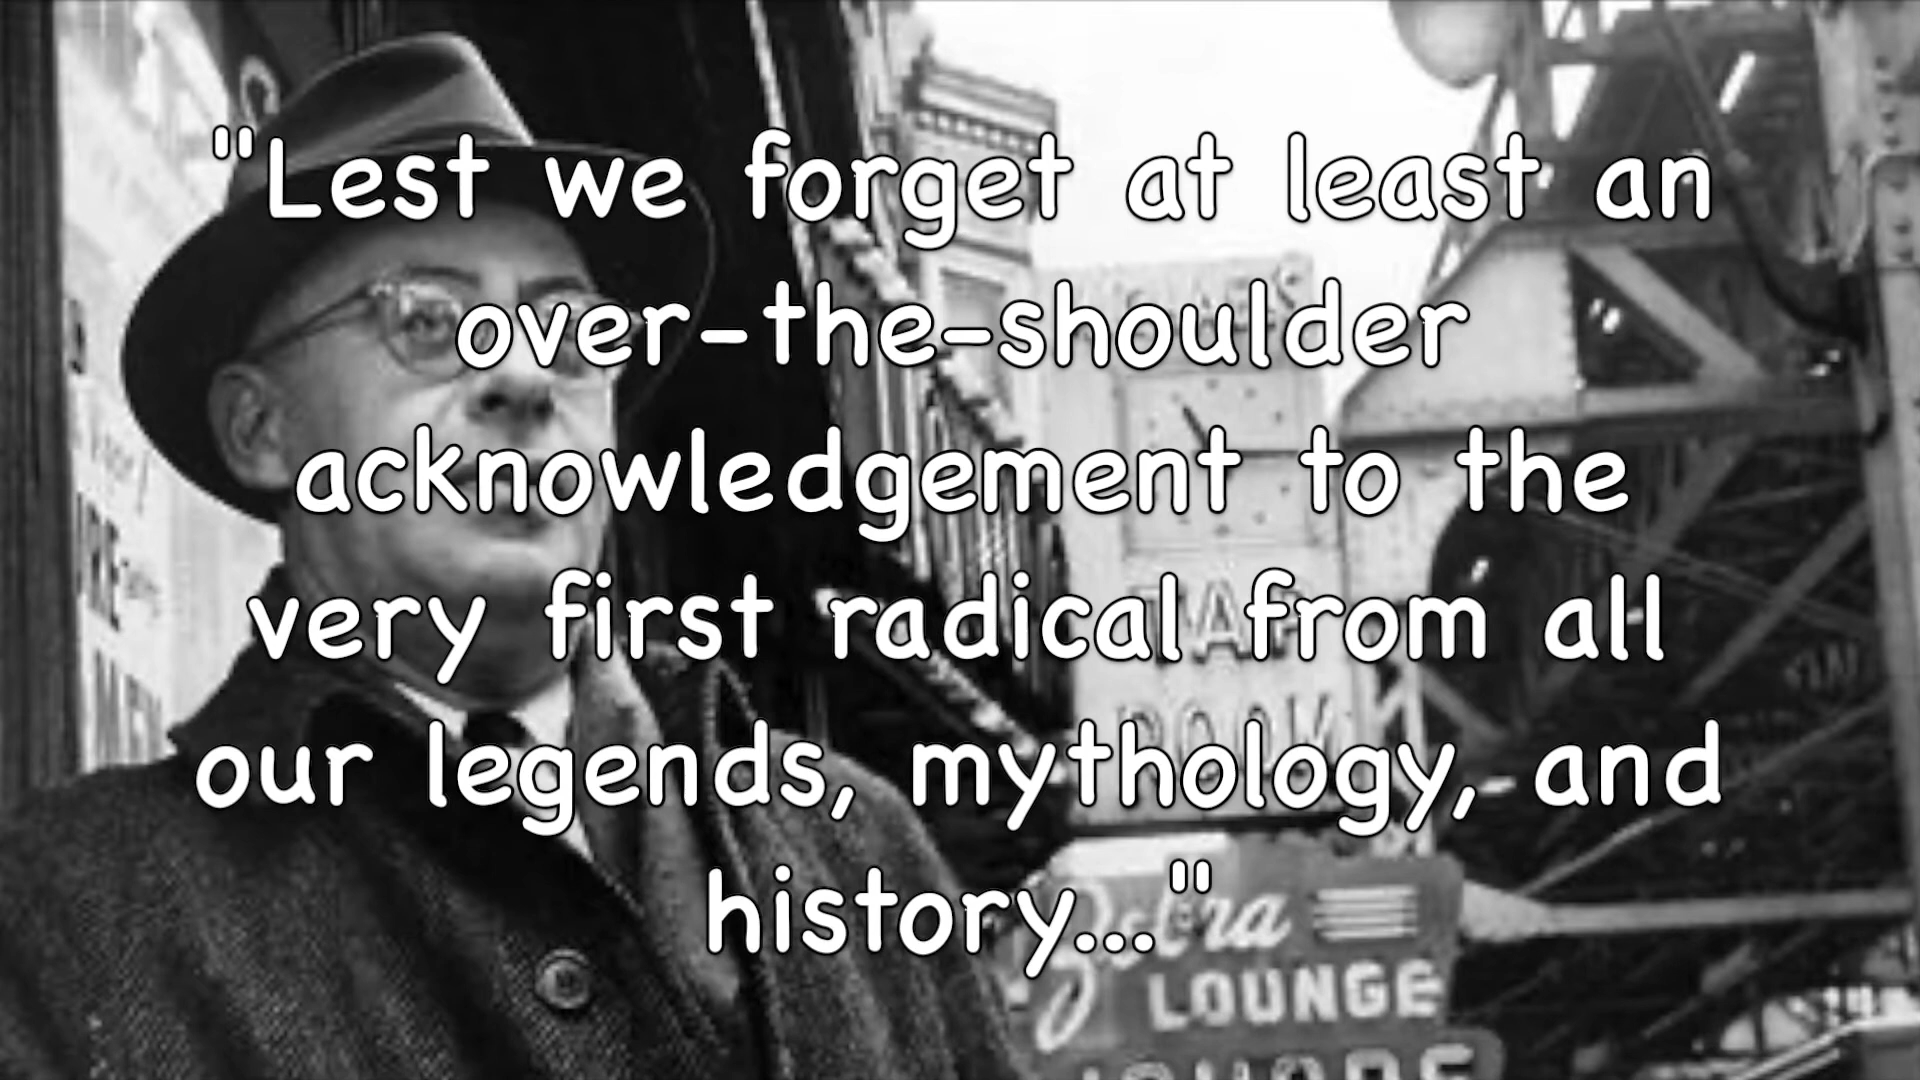 "Lest we forget at least an
over-the-shoulder
acknowledgement to the
very first radical from all
our legends, mythology, and
history..."
Zebra
LOUNGE